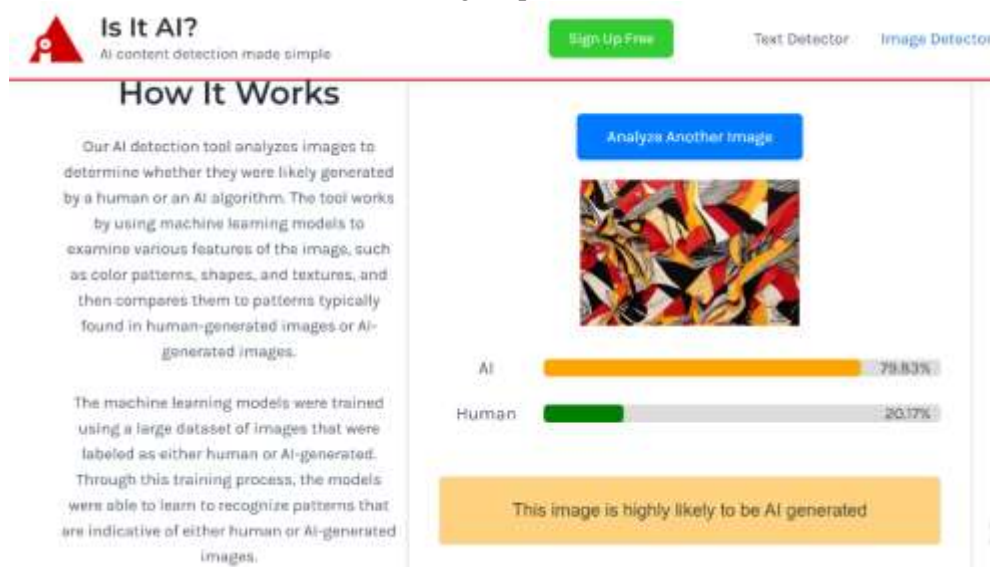 Is It AI?
AI content detection made simple
Sign Up Free
Text Detector
Image Detector
How It Works
Our AI detection tool analyzes images to
determine whether they were likely generated
by a human or an AI algorithm. The tool works
by using machine learning models to
examine various features of the image, such
as color patterns, shapes, and textures, and
then compares them to patterns typically
found in human-generated images or AI-
generated images.
The machine learning models were trained
using a large dataset of images that were
labeled as either human or AI-generated.
Through this training process, the models
were able to learn to recognize patterns that
are indicative of either human or AI-generated
images.
Analyze Another Image
AI 79.83%
Human 20.17%
This image is highly likely to be AI generated